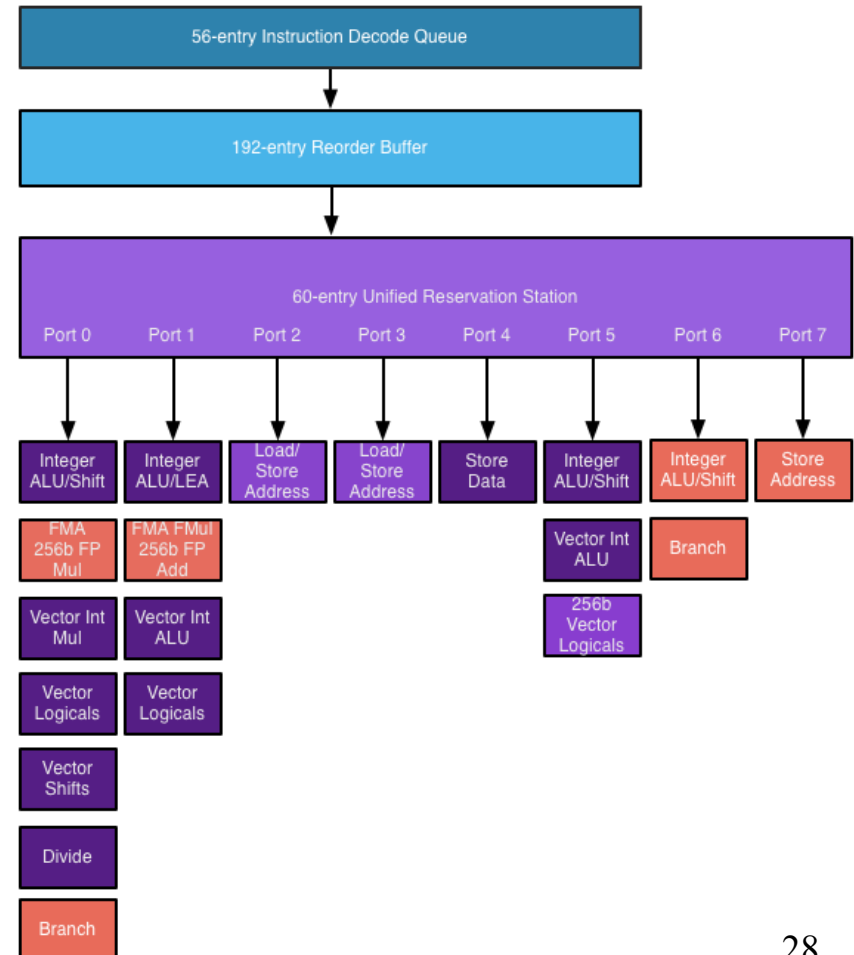 56-entry Instruction Decode Queue
192-entry Reorder Buffer
60-entry Unified Reservation Station
Port 0 Port 1 Port 2 Port 3 Port 4 Port 5 Port 6 Port 7
Integer
ALU/Shift
Integer
ALU/LEA
Load/
Store
Address
Load/
Store
Address
Store
Data
Integer
ALU/Shift
Integer
ALU/Shift
Store
Address
FMA
256b FP
Mul
FMA FMul
256b FP
Add
Vector Int
ALU
Branch
Vector Int
Mul
Vector Int
ALU
256b
Vector
Logicals
Vector
Logicals
Vector
Logicals
Vector
Shifts
Divide
Branch
28